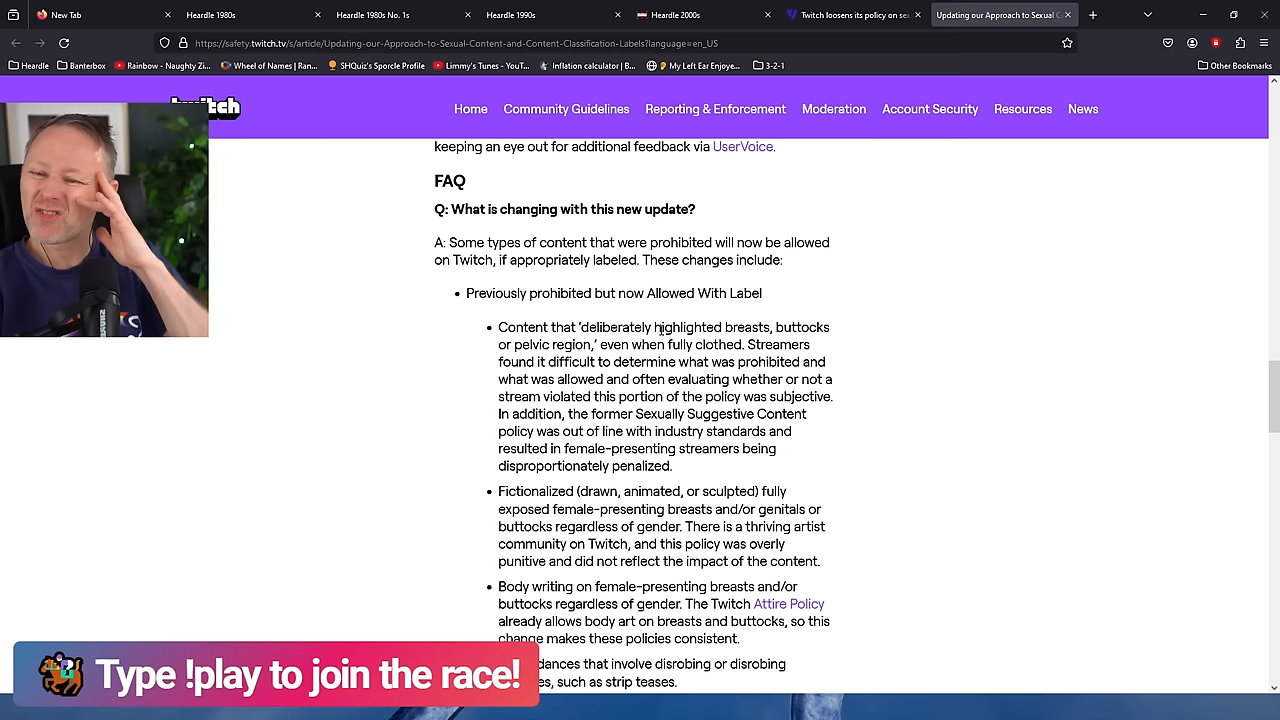 New Tab
Heardle 1980s
Heardle 1980s No. 1s
Heardle 1990s
Heardle 2000s
Twitch loosens its policy on se
Updating our Approach to Sexual C
https://safety.twitch.tv/s/article/Updating-our-Approach-to-Sexual-Content-and-Content-Classification-Labels?language=en_US
Heardle
Banterbox
Rainbow - Naughty Zi...
Wheel of Names | Ran...
SHQuiz's Sporcle Profile
Limmy's Tunes - YouT...
Inflation calculator | B...
My Left Ear Enjoye...
3-2-1
Other Bookmarks
twitch
Home
Community Guidelines
Reporting & Enforcement
Moderation
Account Security
Resources
News
keeping an eye out for additional feedback via UserVoice.
FAQ
Q: What is changing with this new update?
A: Some types of content that were prohibited will now be allowed
on Twitch, if appropriately labeled. These changes include:
• Previously prohibited but now Allowed With Label
• Content that ‘deliberately highlighted breasts, buttocks
or pelvic region,’ even when fully clothed. Streamers
found it difficult to determine what was prohibited and
what was allowed and often evaluating whether or not a
stream violated this portion of the policy was subjective.
In addition, the former Sexually Suggestive Content
policy was out of line with industry standards and
resulted in female-presenting streamers being
disproportionately penalized.
• Fictionalized (drawn, animated, or sculpted) fully
exposed female-presenting breasts and/or genitals or
buttocks regardless of gender. There is a thriving artist
community on Twitch, and this policy was overly
punitive and did not reflect the impact of the content.
• Body writing on female-presenting breasts and/or
buttocks regardless of gender. The Twitch Attire Policy
already allows body art on breasts and buttocks, so this
change makes these policies consistent.
dances that involve disrobing or disrobing
es, such as strip teases.
Type !play to join the race!